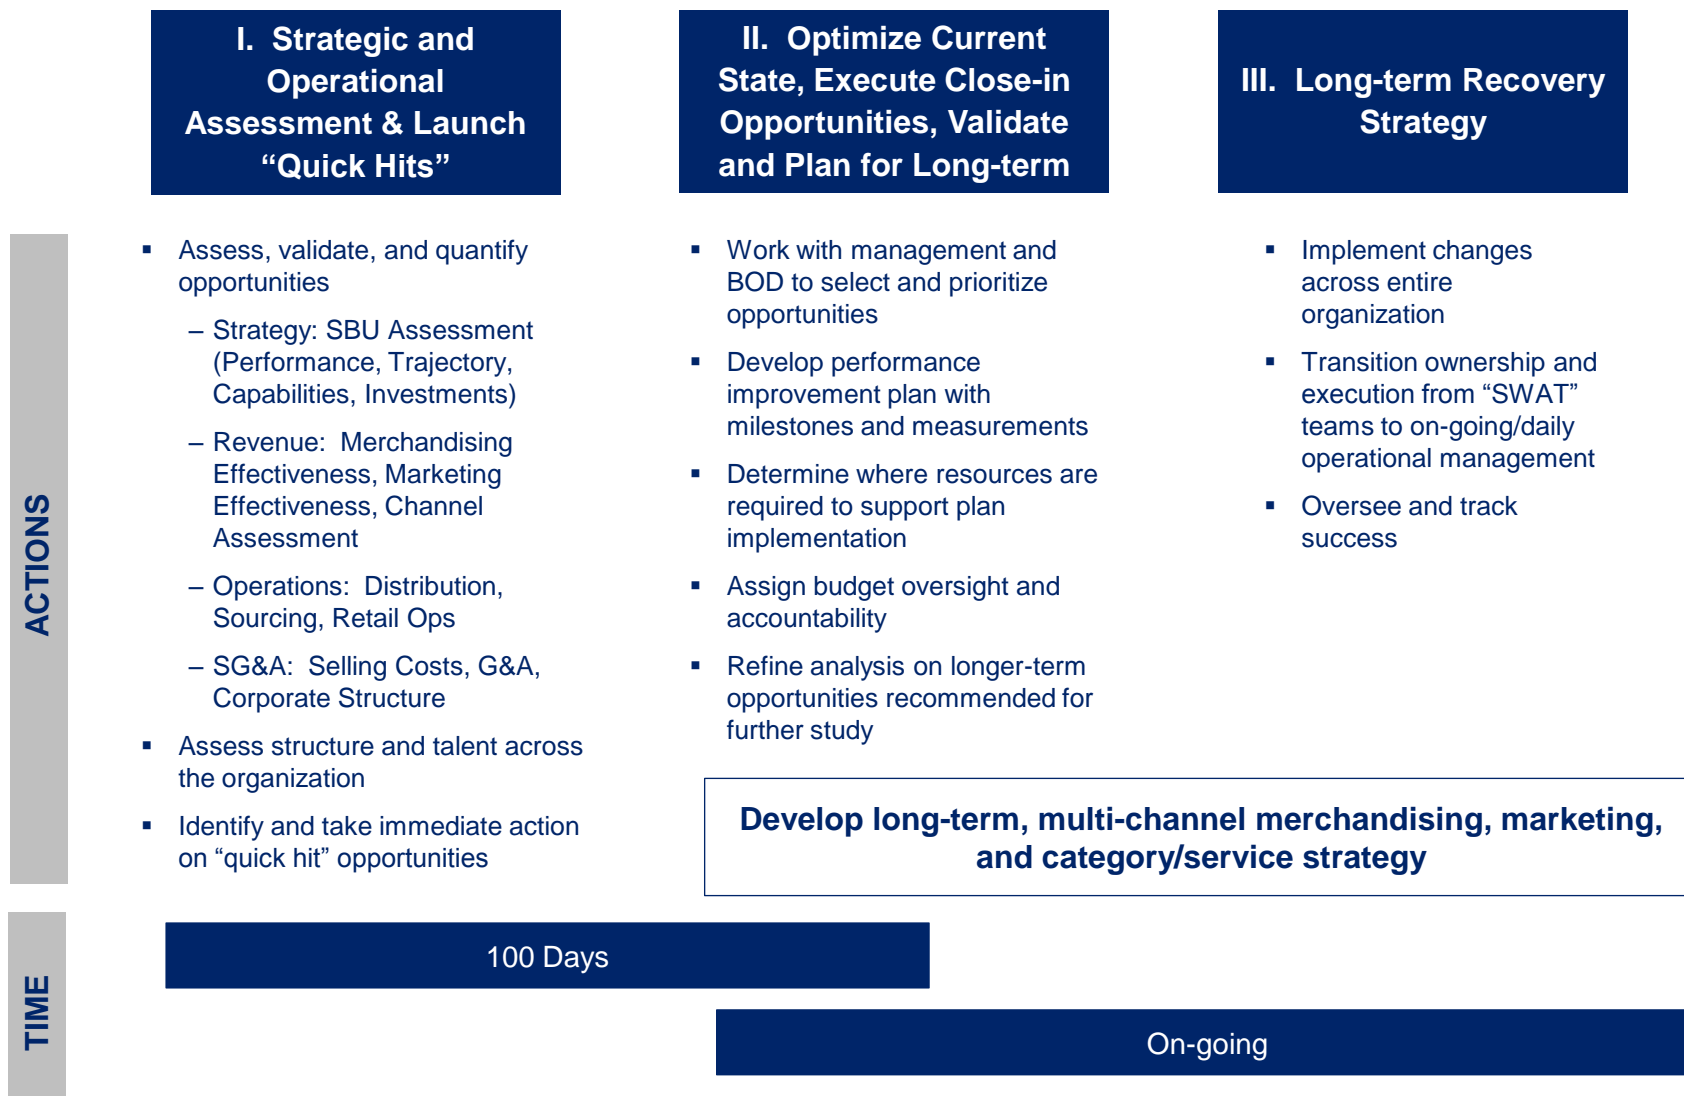 I. Strategic and
Operational
Assessment & Launch
“Quick Hits”
II. Optimize Current
State, Execute Close-in
Opportunities, Validate
and Plan for Long-term
III. Long-term Recovery
Strategy
ACTIONS
▪ Assess, validate, and quantify
opportunities
– Strategy: SBU Assessment
(Performance, Trajectory,
Capabilities, Investments)
– Revenue: Merchandising
Effectiveness, Marketing
Effectiveness, Channel
Assessment
– Operations: Distribution,
Sourcing, Retail Ops
– SG&A: Selling Costs, G&A,
Corporate Structure
▪ Assess structure and talent across
the organization
▪ Identify and take immediate action
on “quick hit” opportunities
▪ Work with management and
BOD to select and prioritize
opportunities
▪ Develop performance
improvement plan with
milestones and measurements
▪ Determine where resources are
required to support plan
implementation
▪ Assign budget oversight and
accountability
▪ Refine analysis on longer-term
opportunities recommended for
further study
▪ Implement changes
across entire
organization
▪ Transition ownership and
execution from “SWAT”
teams to on-going/daily
operational management
▪ Oversee and track
success
Develop long-term, multi-channel merchandising, marketing,
and category/service strategy
TIME
100 Days
On-going